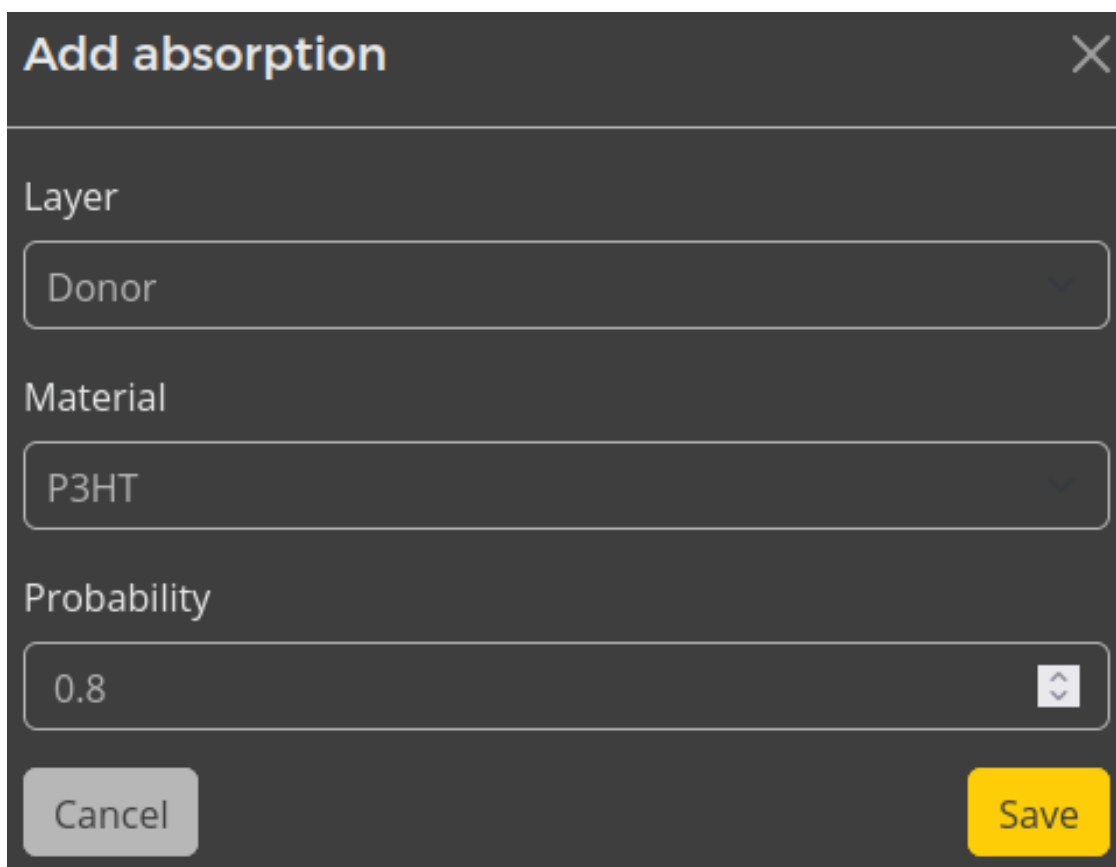 Add absorption
Layer
Donor
Material
P3HT
Probability
0.8
Cancel Save